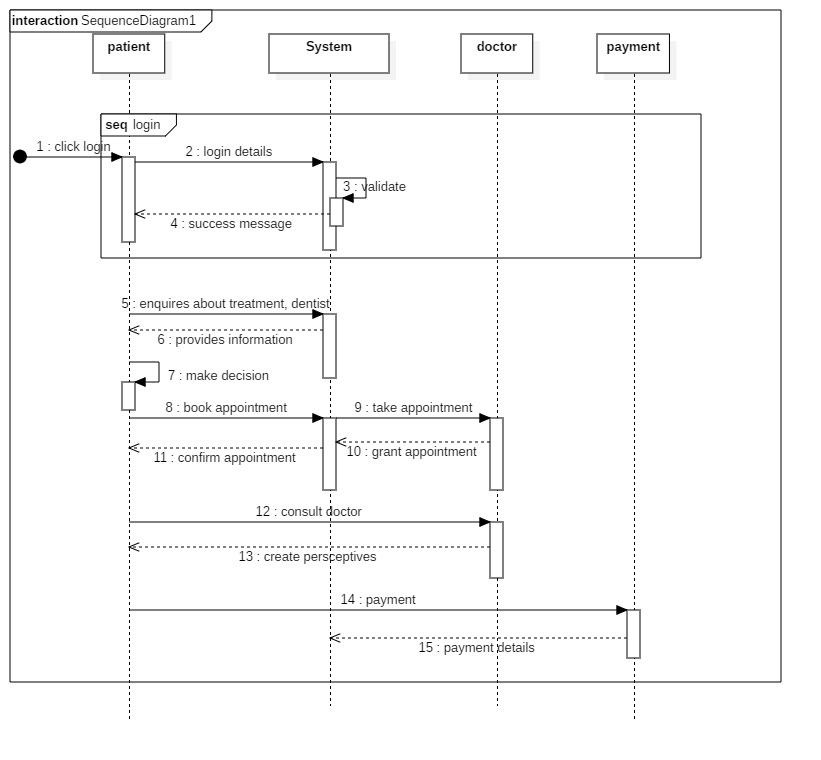 interaction SequenceDiagram1
patient
System
doctor
payment
seq login
1 : click login
2 : login details
3 : validate
4 : success message
5 : enquires about treatment, dentist
6 : provides information
7 : make decision
8 : book appointment
9 : take appointment
10 : grant appointment
11 : confirm appointment
12 : consult doctor
13 : create persceptives
14 : payment
15 : payment details